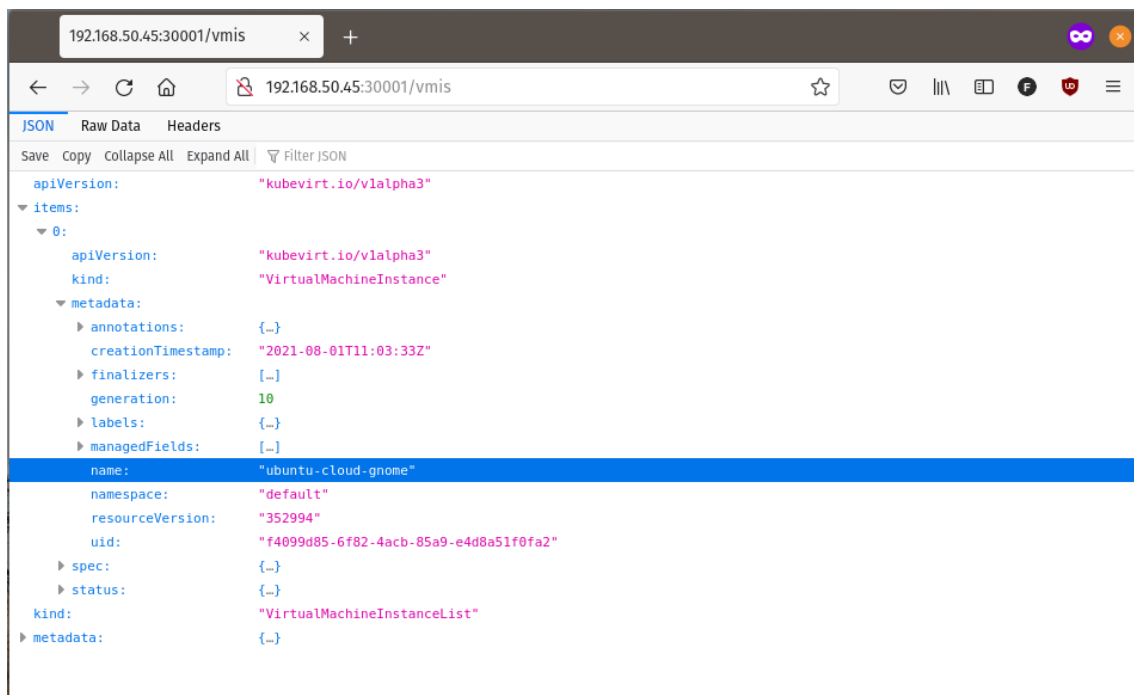 192.168.50.45:30001/vmis
192.168.50.45:30001/vmis
JSON Raw Data Headers
Save Copy Collapse All Expand All Filter JSON
apiVersion: "kubevirt.io/v1alpha3"
items:
0:
apiVersion: "kubevirt.io/v1alpha3"
kind: "VirtualMachineInstance"
metadata:
annotations: {…}
creationTimestamp: "2021-08-01T11:03:33Z"
finalizers: […]
generation: 10
labels: {…}
managedFields: […]
name: "ubuntu-cloud-gnome"
namespace: "default"
resourceVersion: "352994"
uid: "f4099d85-6f82-4acb-85a9-e4d8a51f0fa2"
spec: {…}
status: {…}
kind: "VirtualMachineInstanceList"
metadata: {…}